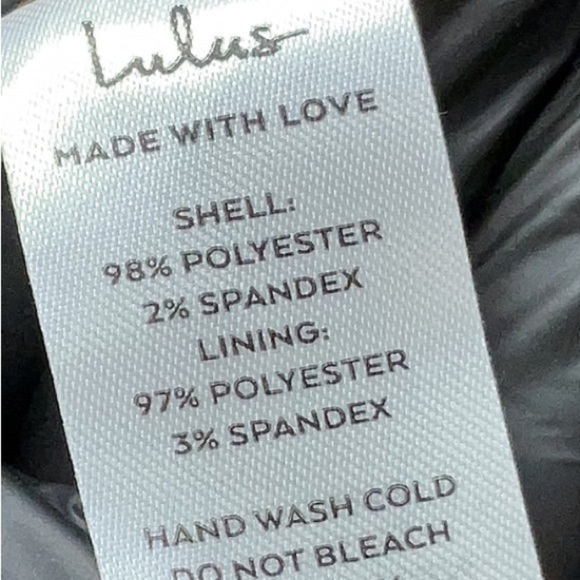 Lulus
MADE WITH LOVE
SHELL:
98% POLYESTER
2% SPANDEX
LINING:
97% POLYESTER
3% SPANDEX
HAND WASH COLD
DO NOT BLEACH